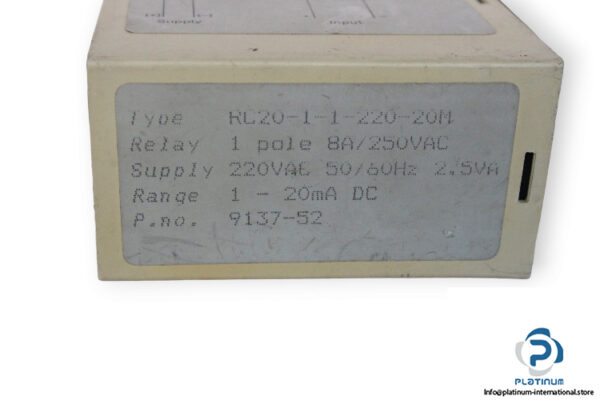 Supply Input
Type RC20-1-1-220-20M
Relay 1 pole 8A/250VAC
Supply 220VAC 50/60Hz 2.5VA
Range 1 - 20mA DC
P.no. 9137-52
PLATINUM
Info@platinum-international.store